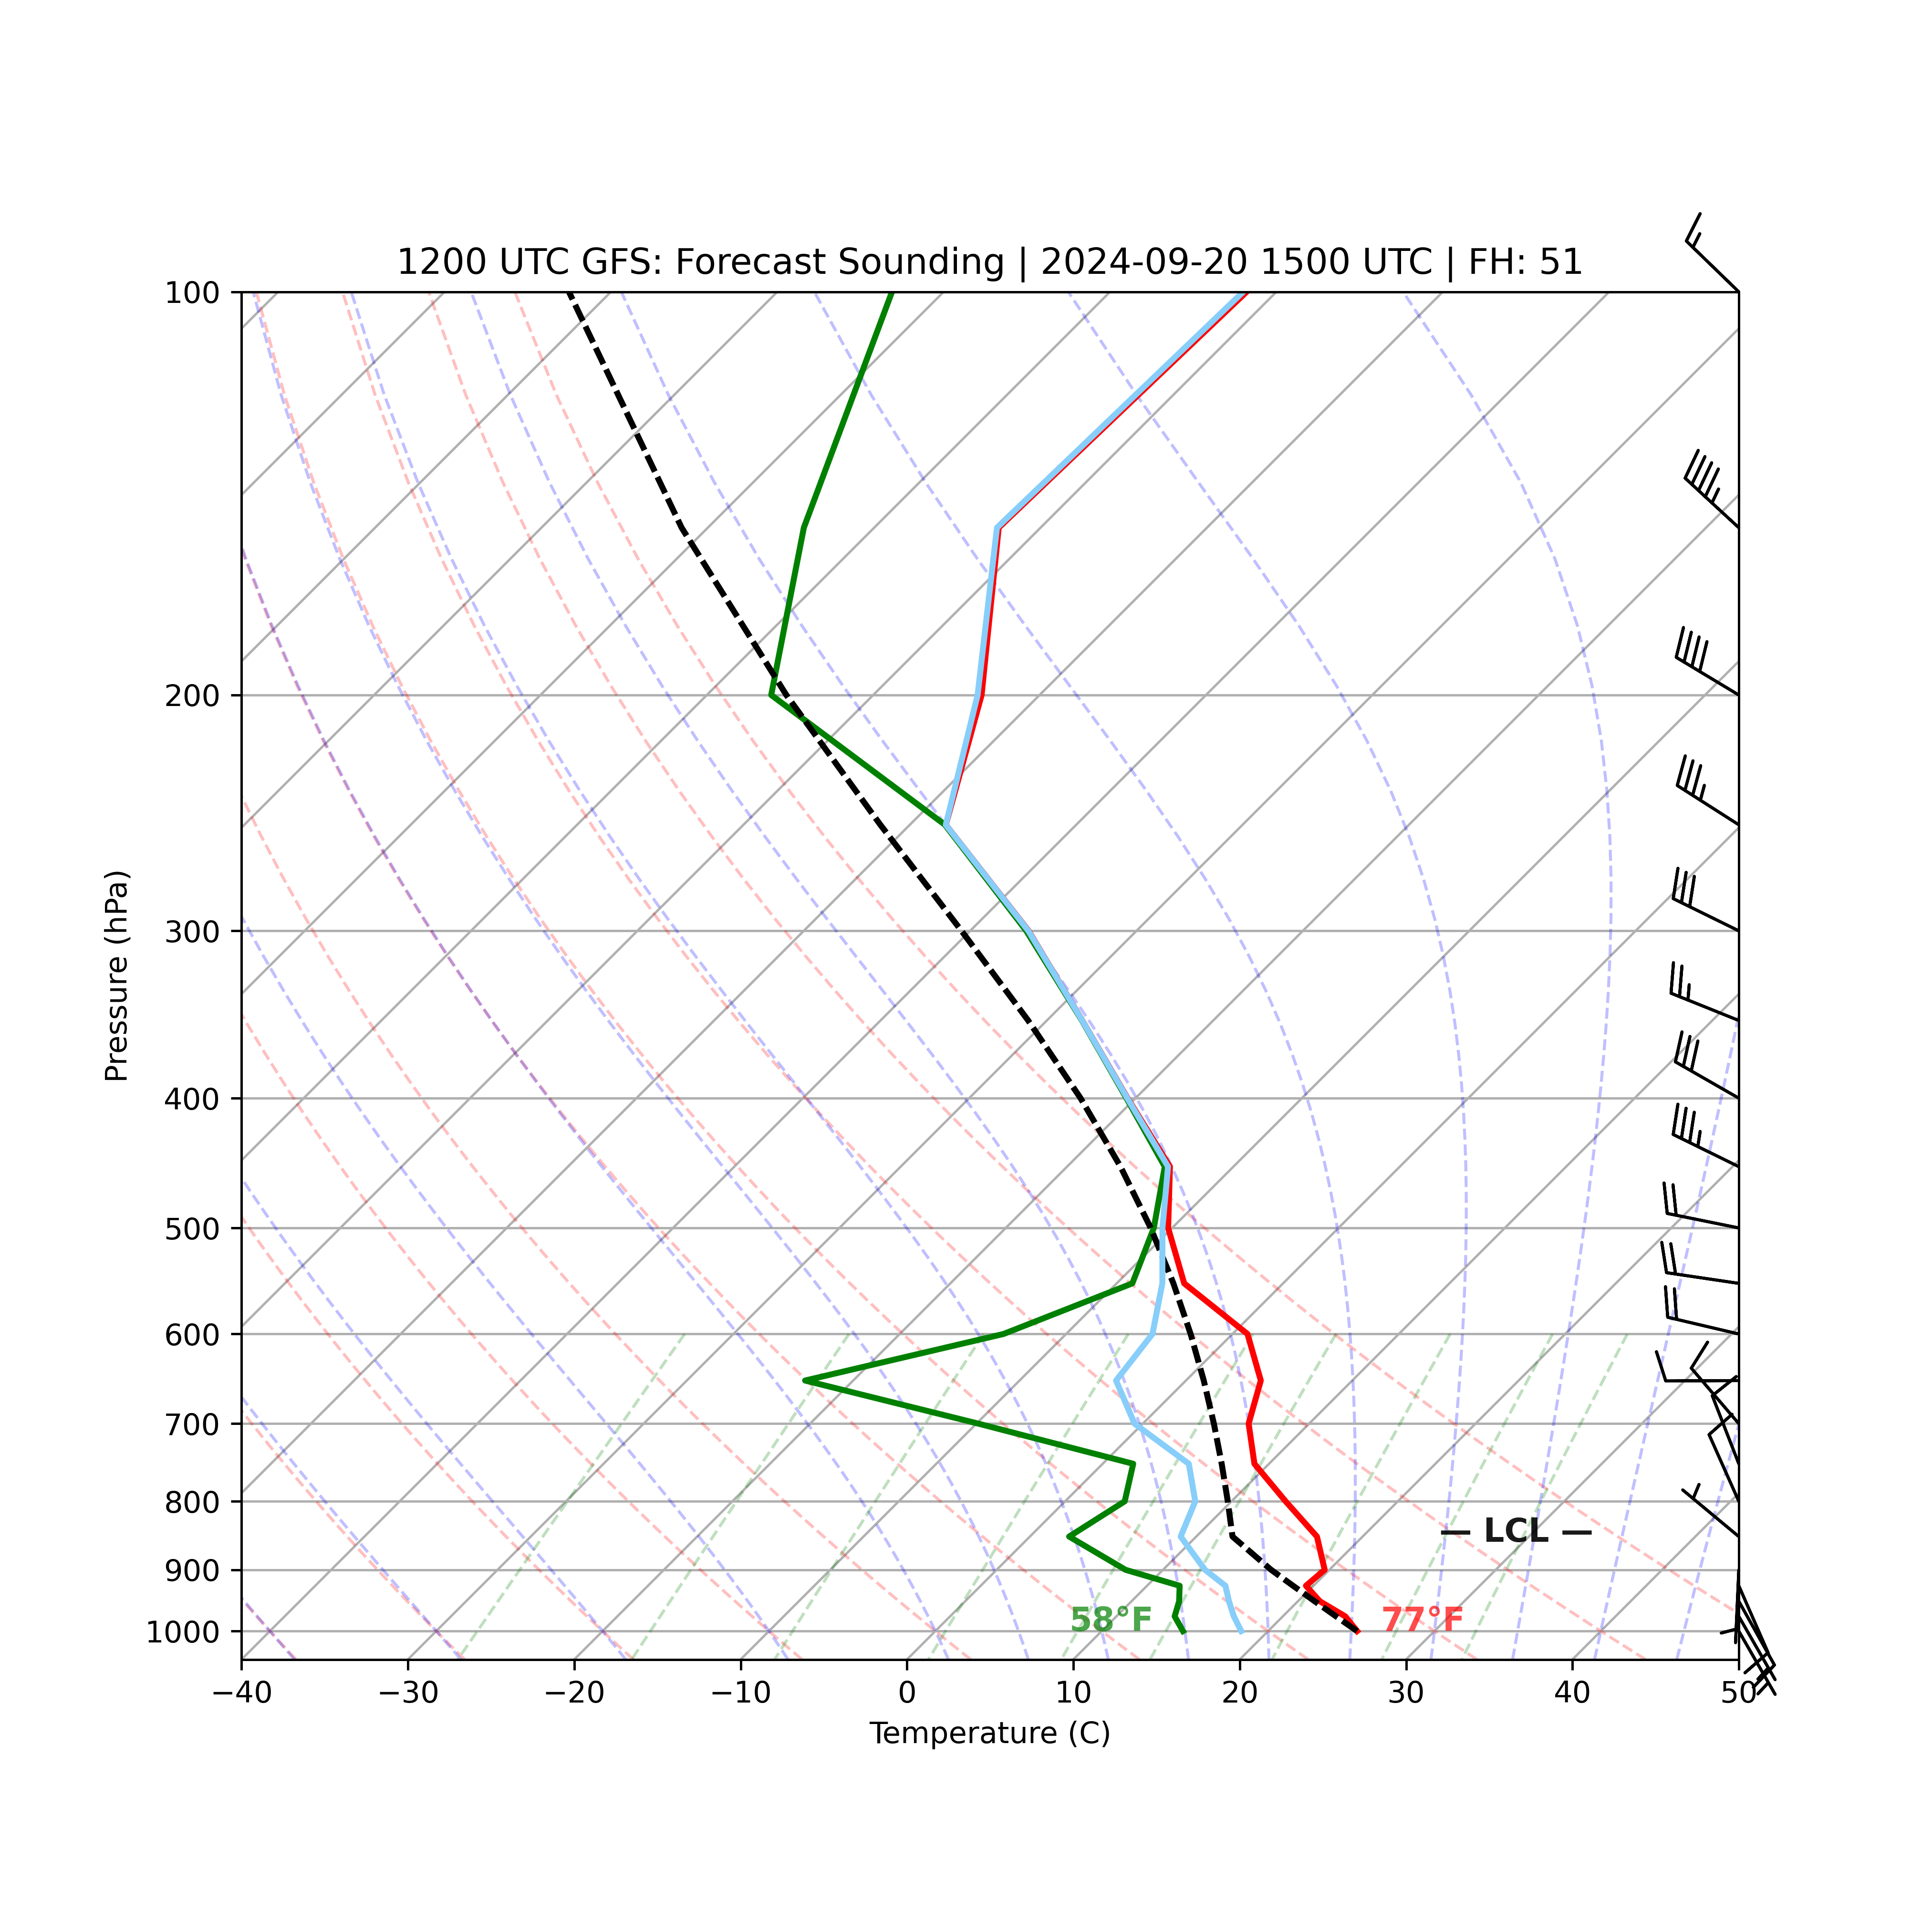 1200 UTC GFS: Forecast Sounding | 2024-09-20 1500 UTC | FH: 51
100
200
300
400
500
600
700
800
900
1000
Pressure (hPa)
— LCL —
58°F
77°F
−40 −30 −20 −10 0 10 20 30 40 50
Temperature (C)